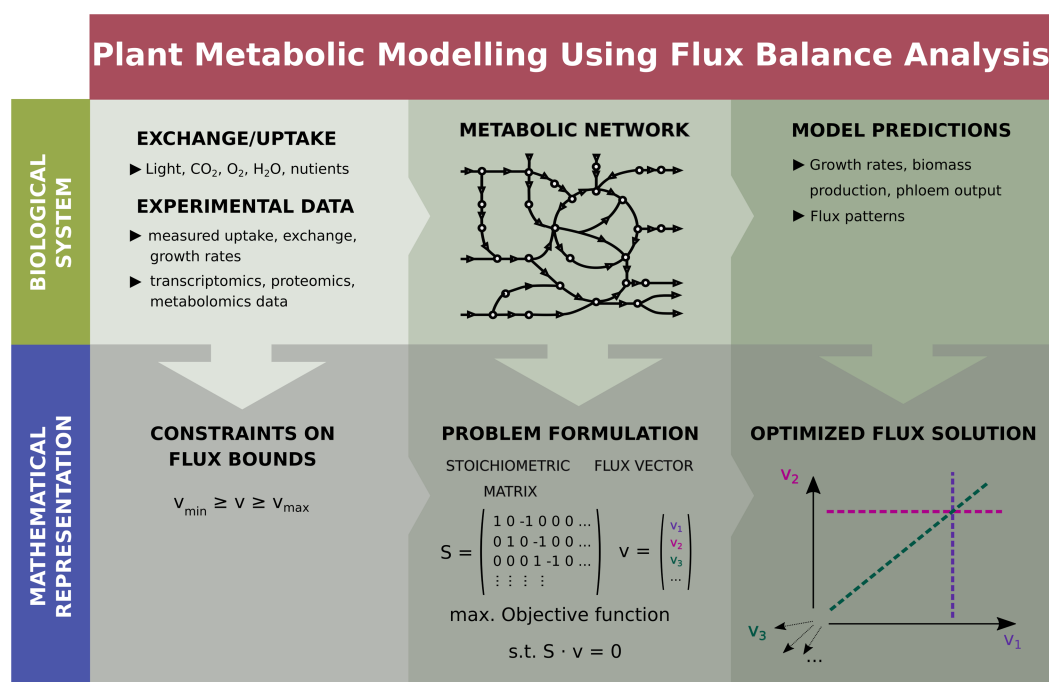 Plant Metabolic Modelling Using Flux Balance Analysis
BIOLOGICAL
SYSTEM
EXCHANGE/UPTAKE
▶ Light, CO₂, O₂, H₂O, nutients
EXPERIMENTAL DATA
▶ measured uptake, exchange,
growth rates
▶ transcriptomics, proteomics,
metabolomics data
METABOLIC NETWORK
MODEL PREDICTIONS
▶ Growth rates, biomass
production, phloem output
▶ Flux patterns
MATHEMATICAL
REPRESENTATION
CONSTRAINTS ON
FLUX BOUNDS
v_min ≥ v ≥ v_max
PROBLEM FORMULATION
STOICHIOMETRIC
MATRIX
FLUX VECTOR
S =
1 0 -1 0 0 0 ...
0 1 0 -1 0 0 ...
0 0 0 1 -1 0 ...
⋮ ⋮ ⋮ ⋮
v =
v₁
v₂
v₃
...
max. Objective function
s.t. S · v = 0
OPTIMIZED FLUX SOLUTION
v₂
v₃
v₁
...